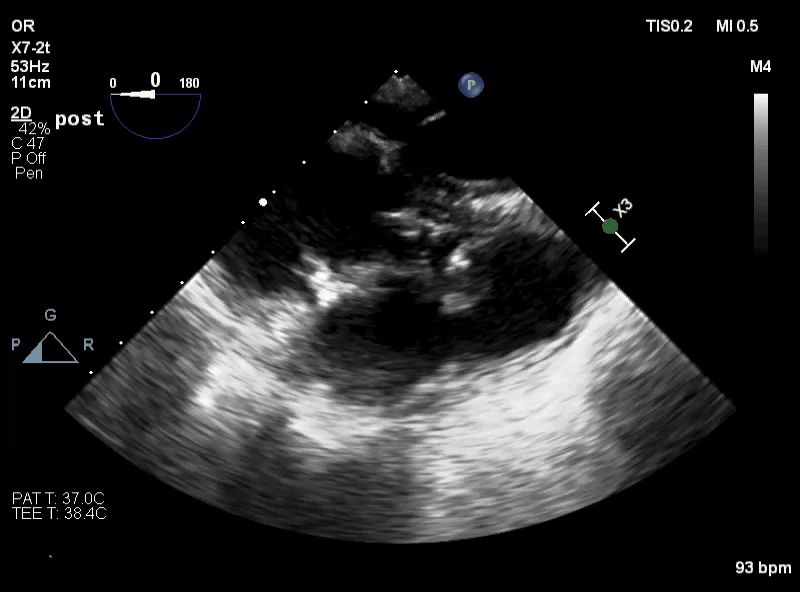 OR
X7-2t
53Hz
11cm
2D
42%
C 47
P Off
Pen
0 0 180
post
TIS0.2 MI 0.5
M4
P
X3
G
P R
PAT T: 37.0C
TEE T: 38.4C
93 bpm